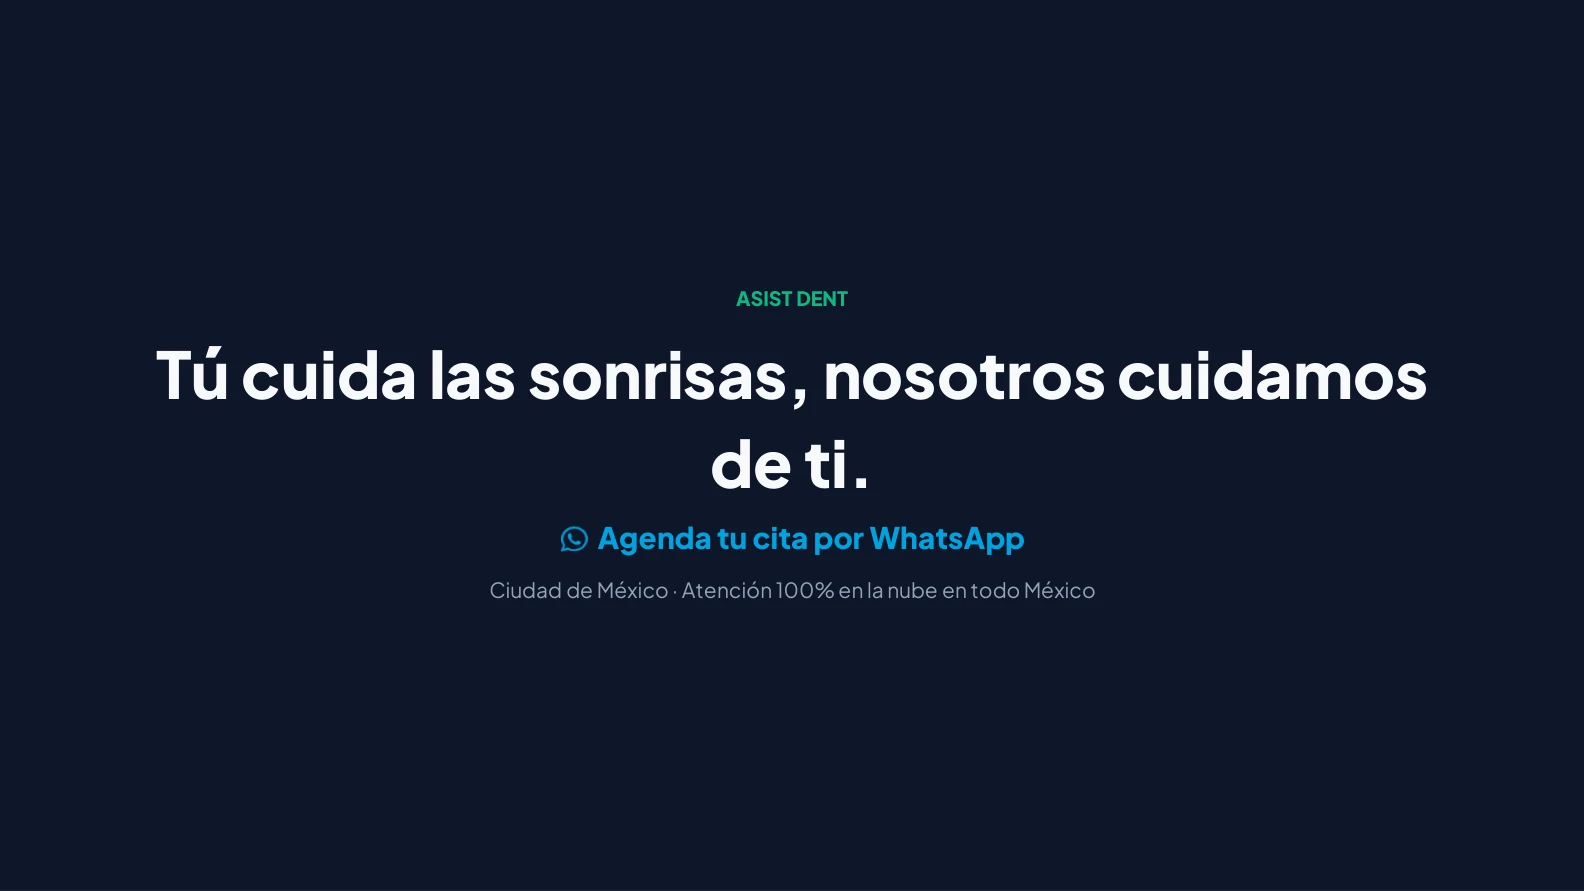 ASIST DENT
Tú cuida las sonrisas, nosotros cuidamos
de ti.
Agenda tu cita por WhatsApp
Ciudad de México · Atención 100% en la nube en todo México